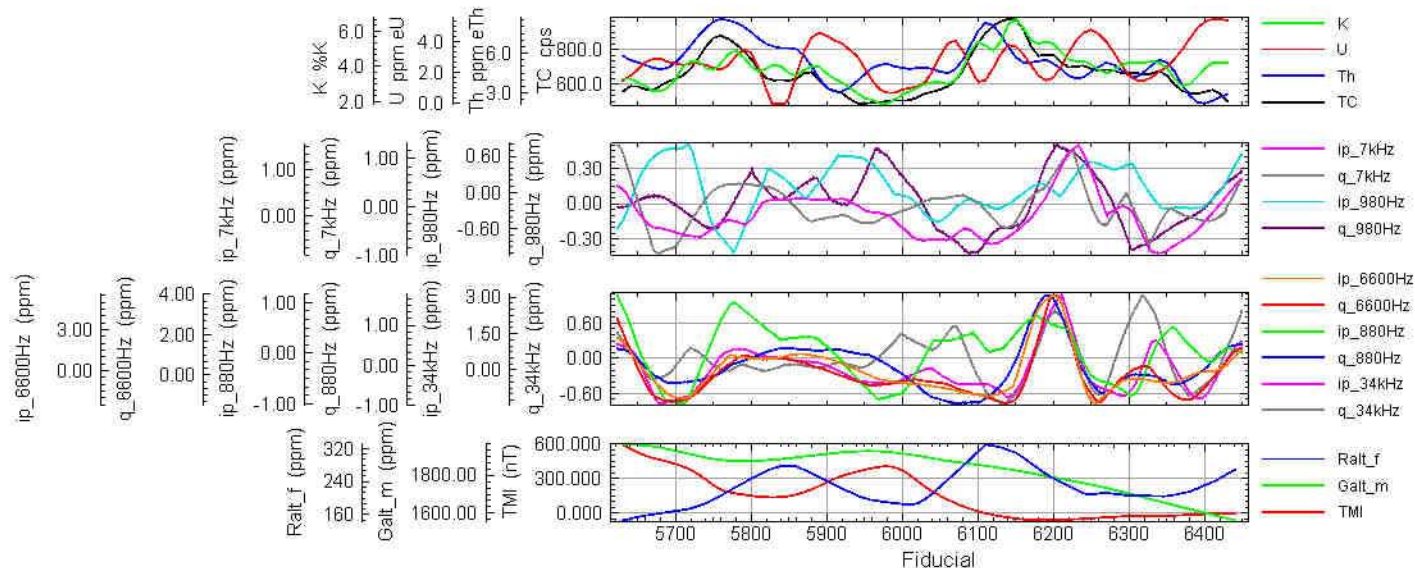 K %K
6.0
4.0
2.0
U ppm eU
Th ppm eTh
4.0
2.0
0.0
TC cps
6.0
3.0
800.0
600.0
K
U
Th
TC
ip_7kHz (ppm)
1.00
0.00
q_7kHz (ppm)
1.00
0.00
-1.00
ip_980Hz (ppm)
0.60
0.00
-0.60
q_980Hz (ppm)
0.30
0.00
-0.30
ip_7kHz
q_7kHz
ip_980Hz
q_980Hz
ip_6600Hz (ppm)
3.00
0.00
q_6600Hz (ppm)
4.00
2.00
0.00
ip_880Hz (ppm)
1.00
0.00
-1.00
q_880Hz (ppm)
1.00
0.00
-1.00
ip_34kHz (ppm)
3.00
1.50
0.00
q_34kHz (ppm)
0.60
0.00
-0.60
ip_6600Hz
q_6600Hz
ip_880Hz
q_880Hz
ip_34kHz
q_34kHz
Ralt_f (ppm)
320
240
160
Galt_m (ppm)
1800.00
1600.00
TMI (nT)
600.000
300.000
0.000
Ralt_f
Galt_m
TMI
5700 5800 5900 6000 6100 6200 6300 6400
Fiducial